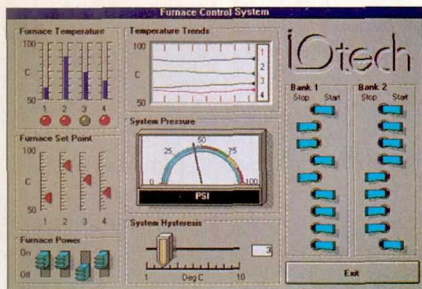 Furnace Control System
Furnace Temperature
100
C
50
1 2 3 4
Furnace Set Point
100
C
50
1 2 3 4
Furnace Power
On
Off
Temperature Trends
100
C
50
1
2
3
4
System Pressure
0 25 50 75 100
PSI
System Hysteresis
3
1 Deg C 10
iOtech
Bank 1
Stop Start
Bank 2
Stop Start
Exit